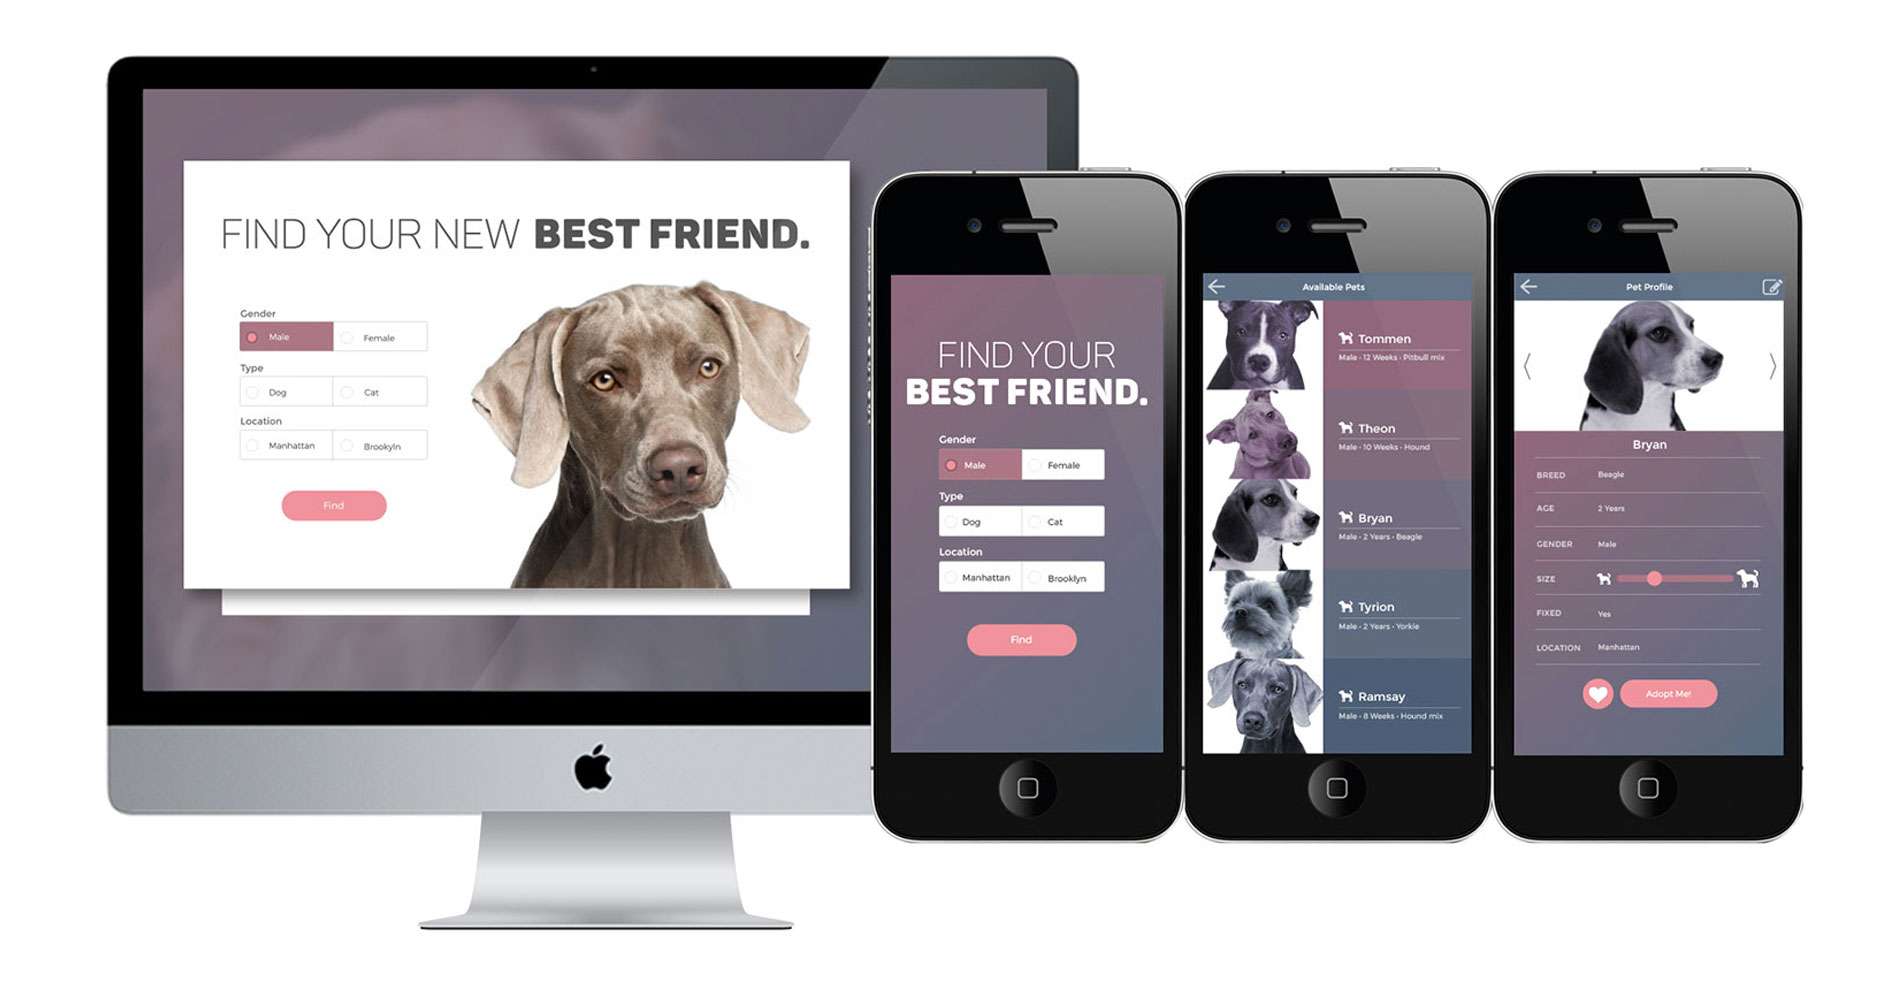 FIND YOUR NEW BEST FRIEND.
Gender
Male Female
Type
Dog Cat
Location
Manhattan Brookyln
Find
FIND YOUR
BEST FRIEND.
Gender
Male Female
Type
Dog Cat
Location
Manhattan Brooklyn
Find
Available Pets
Tommen
Male - 12 Weeks - Pitbull mix
Theon
Male - 10 Weeks - Hound
Bryan
Male - 2 Years - Beagle
Tyrion
Male - 2 Years - Yorkie
Ramsay
Male - 8 Weeks - Hound mix
Pet Profile
Bryan
BREED Beagle
AGE 2 Years
GENDER Male
SIZE
FIXED Yes
LOCATION Manhattan
Adopt Me!